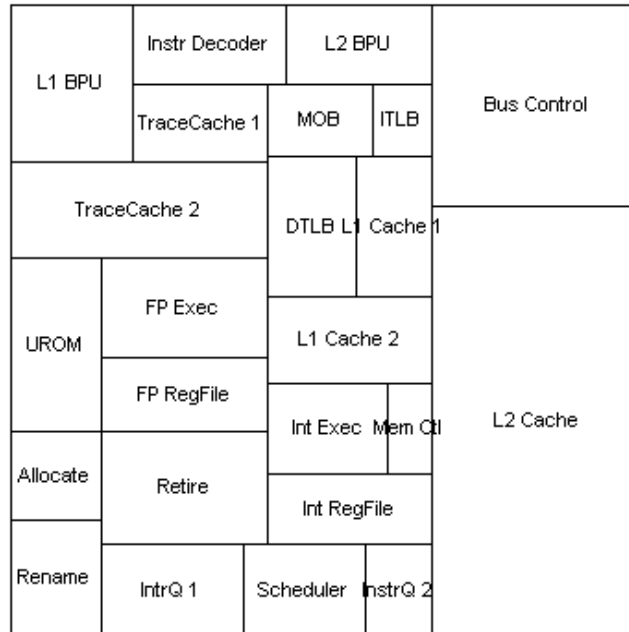 Instr Decoder
L2 BPU
L1 BPU
Bus Control
TraceCache 1
MOB
ITLB
TraceCache 2
DTLB
L1 Cache 1
FP Exec
UROM
L1 Cache 2
FP RegFile
Int Exec
Mem Ctl
L2 Cache
Allocate
Retire
Int RegFile
Rename
IntrQ 1
Scheduler
InstrQ 2